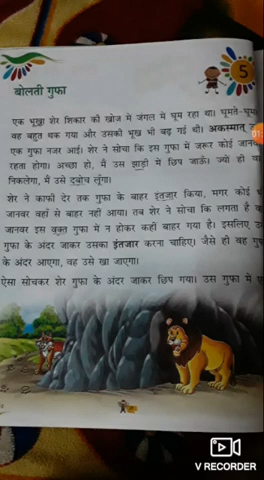 5
बोलती गुफा
एक भूखा शेर शिकार की खोज में जंगल में घूम रहा था। घूमते-घूमते
वह बहुत थक गया और उसकी भूख भी बढ़ गई थी। अकस्मात्
एक गुफा नजर आई। शेर ने सोचा कि इस गुफा में जरूर कोई
रहता होगा। अच्छा हो, मैं उस झाड़ी में छिप जाऊँ। ज्यों ही
निकलेगा, मैं उसे दबोच लूंगा।
शेर ने काफी देर तक गुफा के बाहर इंतजार किया, मगर कोई
जानवर वहां से बाहर नहीं आया। तब शेर ने सोचा कि लगता है
जानवर इस वक्त गुफा में न होकर कहीं बाहर गया है। इसलिए
गुफा के अंदर जाकर उसका इंतजार करना चाहिए। जैसे ही वह
के अंदर आएगा, वह उसे खा जाएगा।
ऐसा सोचकर शेर गुफा के अंदर जाकर छिप गया। उस गुफा में
V RECORDER